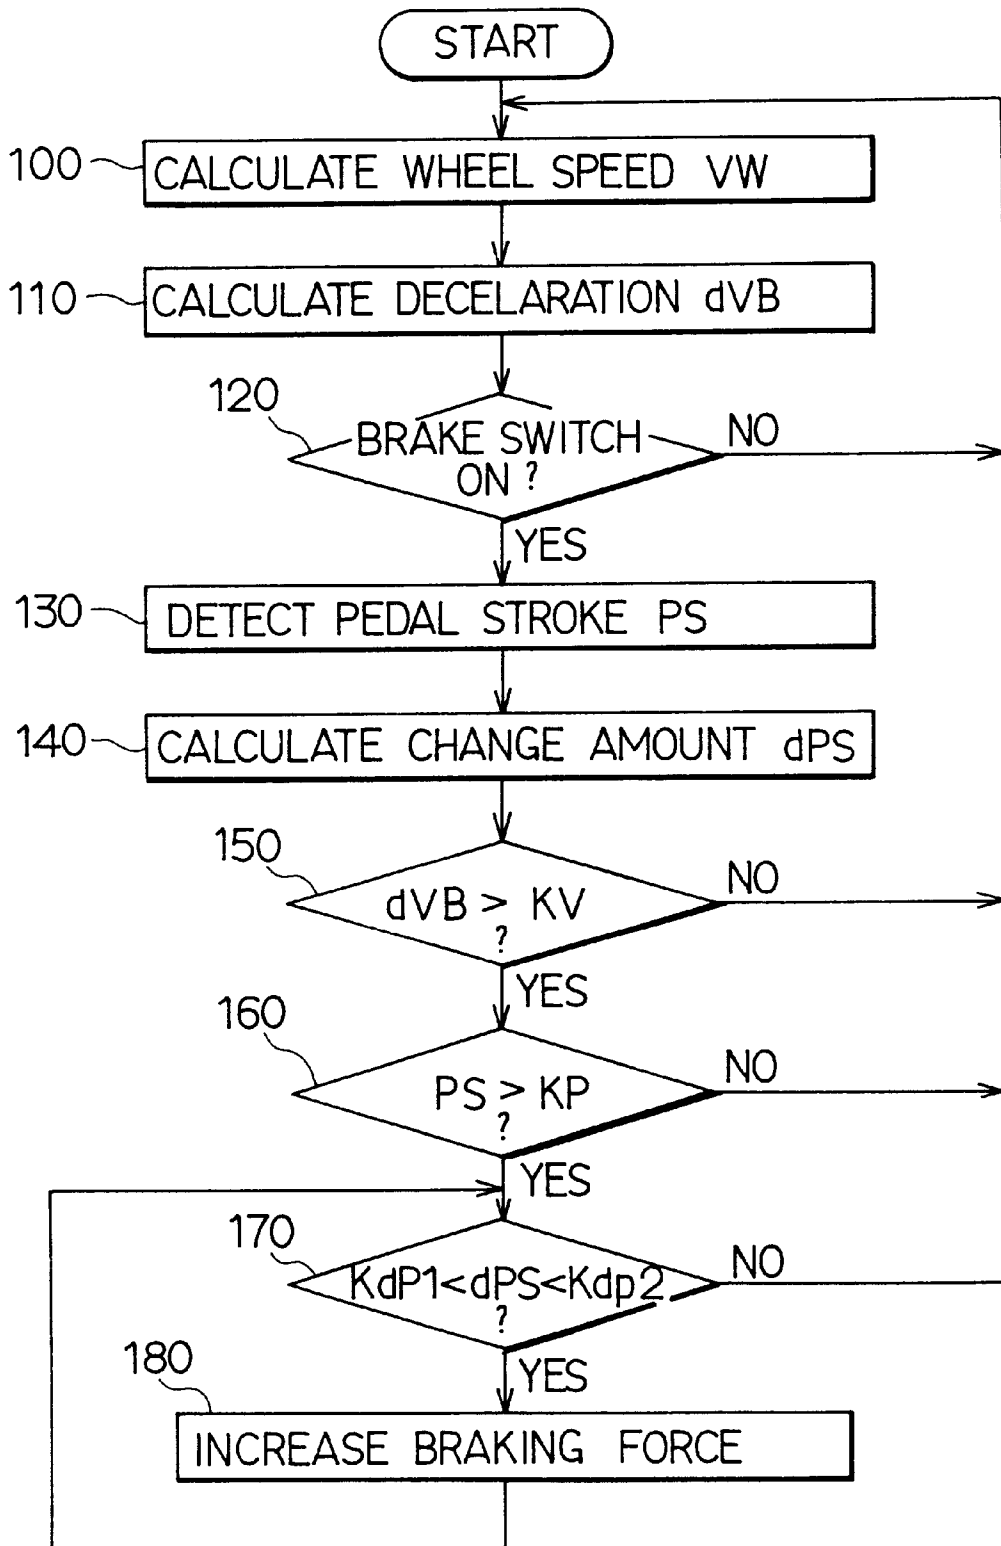 START
100
CALCULATE WHEEL SPEED VW
110
CALCULATE DECELARATION dVB
120
BRAKE SWITCH
ON ?
NO
YES
130
DETECT PEDAL STROKE PS
140
CALCULATE CHANGE AMOUNT dPS
150
dVB > KV
?
NO
YES
160
PS > KP
?
NO
YES
170
KdP1<dPS<Kdp2
?
NO
YES
180
INCREASE BRAKING FORCE